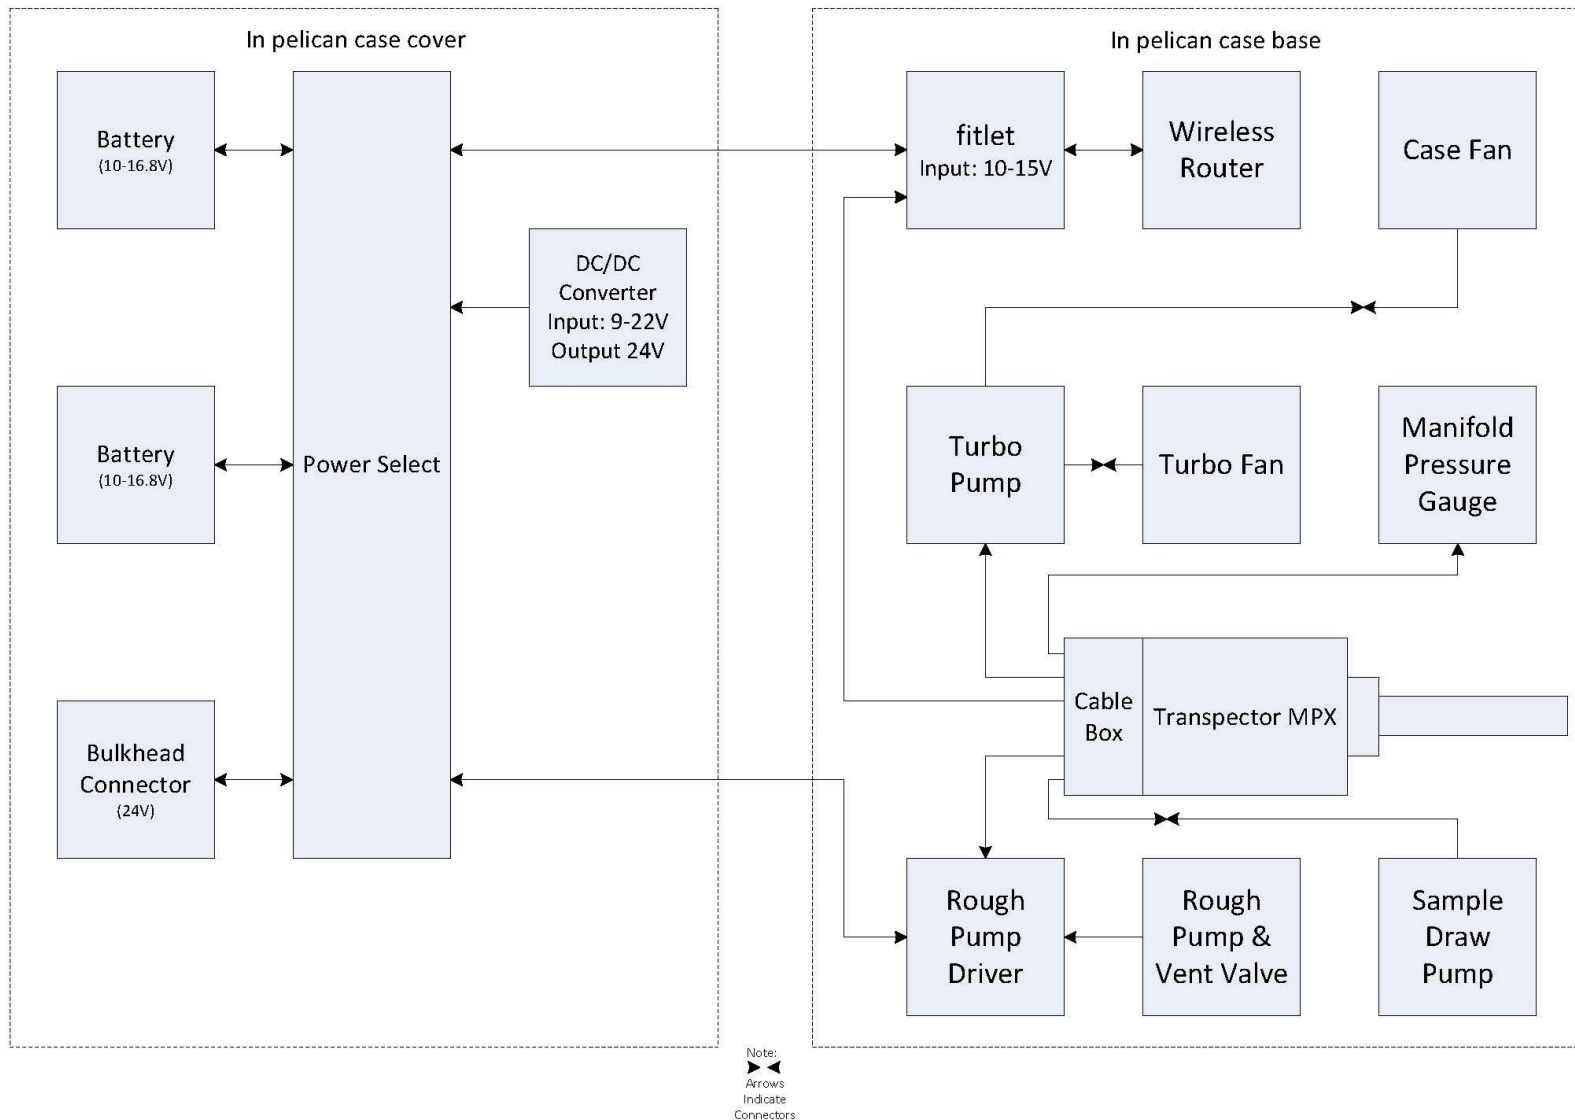 In pelican case cover
Battery
(10-16.8V)
Battery
(10-16.8V)
Bulkhead
Connector
(24V)
Power Select
DC/DC
Converter
Input: 9-22V
Output 24V
In pelican case base
fitlet
Input: 10-15V
Wireless
Router
Case Fan
Turbo
Pump
Turbo Fan
Manifold
Pressure
Gauge
Cable
Box
Transpector MPX
Rough
Pump
Driver
Rough
Pump &
Vent Valve
Sample
Draw
Pump
Note:
Arrows
Indicate
Connectors